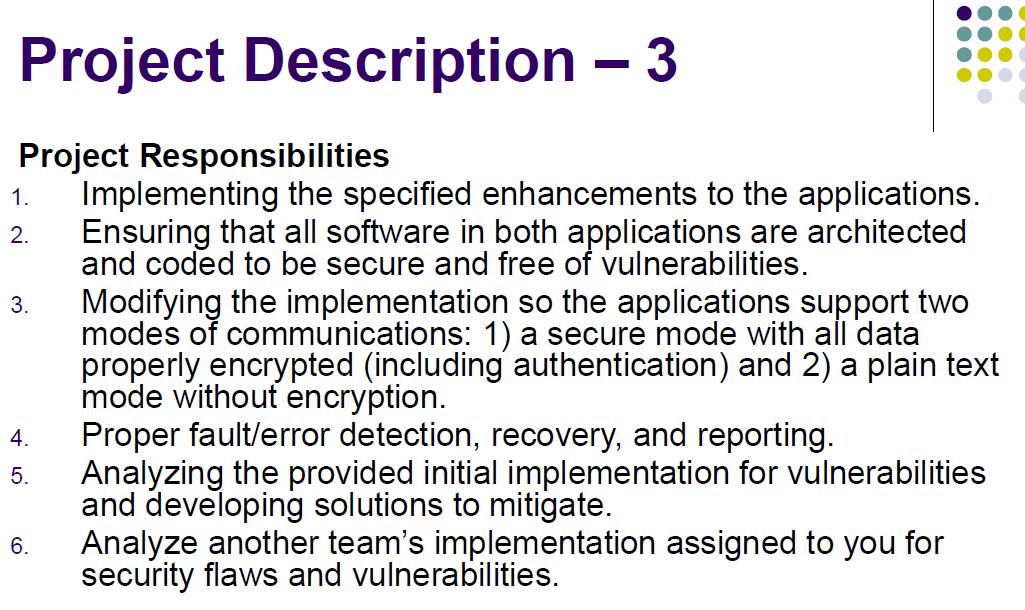 Project Description – 3
Project Responsibilities
1. Implementing the specified enhancements to the applications.
2. Ensuring that all software in both applications are architected
and coded to be secure and free of vulnerabilities.
3. Modifying the implementation so the applications support two
modes of communications: 1) a secure mode with all data
properly encrypted (including authentication) and 2) a plain text
mode without encryption.
4. Proper fault/error detection, recovery, and reporting.
5. Analyzing the provided initial implementation for vulnerabilities
and developing solutions to mitigate.
6. Analyze another team’s implementation assigned to you for
security flaws and vulnerabilities.